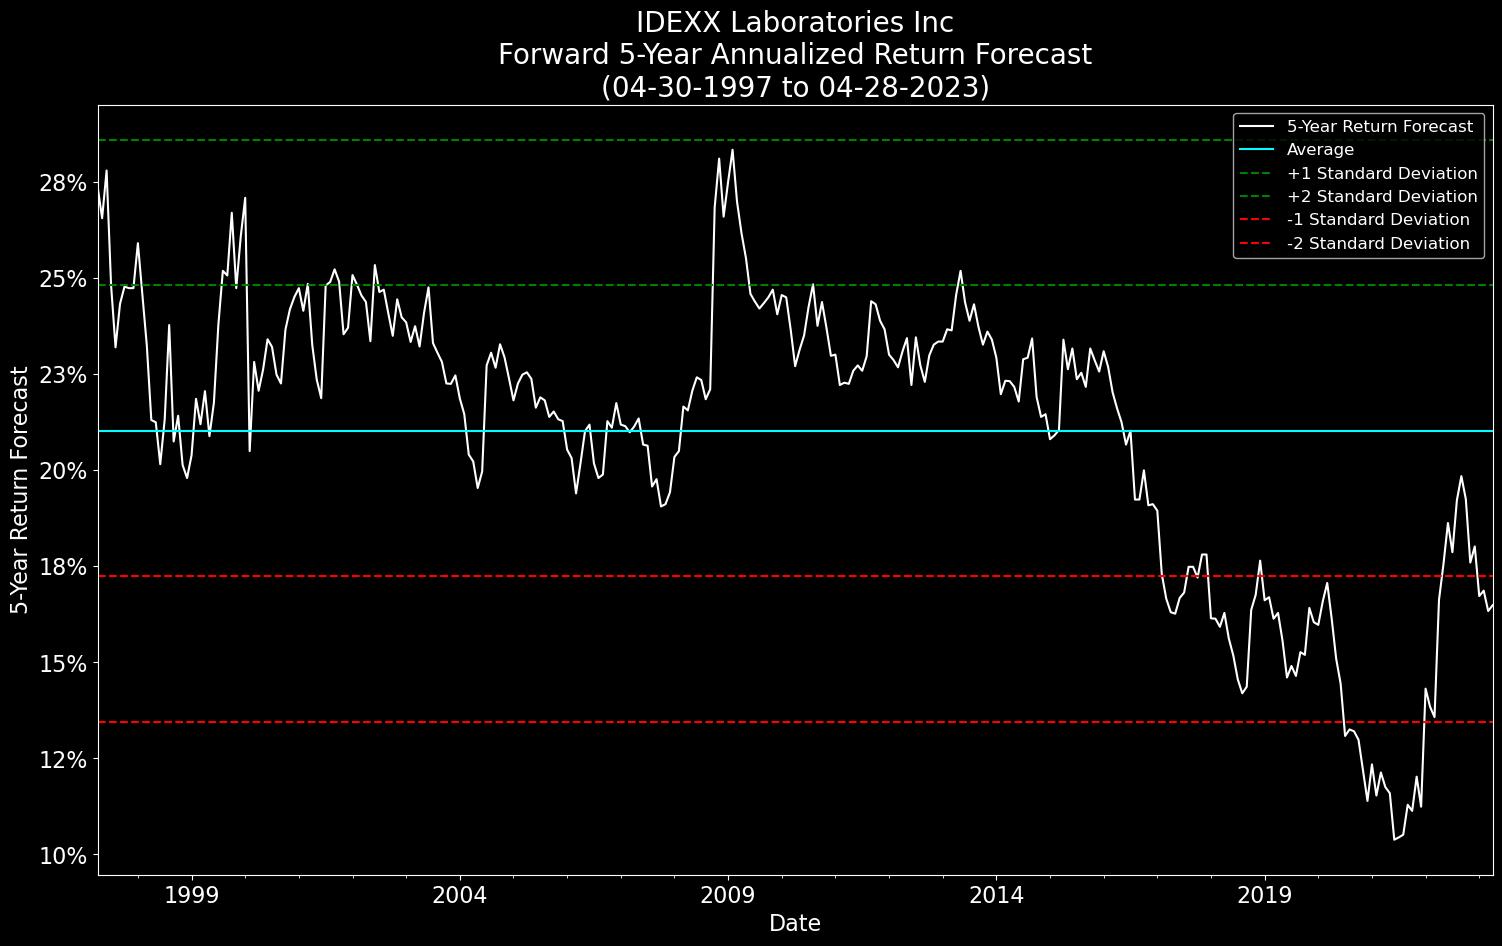 IDEXX Laboratories Inc
Forward 5-Year Annualized Return Forecast
(04-30-1997 to 04-28-2023)
5-Year Return Forecast
Average
+1 Standard Deviation
+2 Standard Deviation
-1 Standard Deviation
-2 Standard Deviation
28%
25%
23%
20%
18%
15%
12%
10%
5-Year Return Forecast
1999
2004
2009
2014
2019
Date